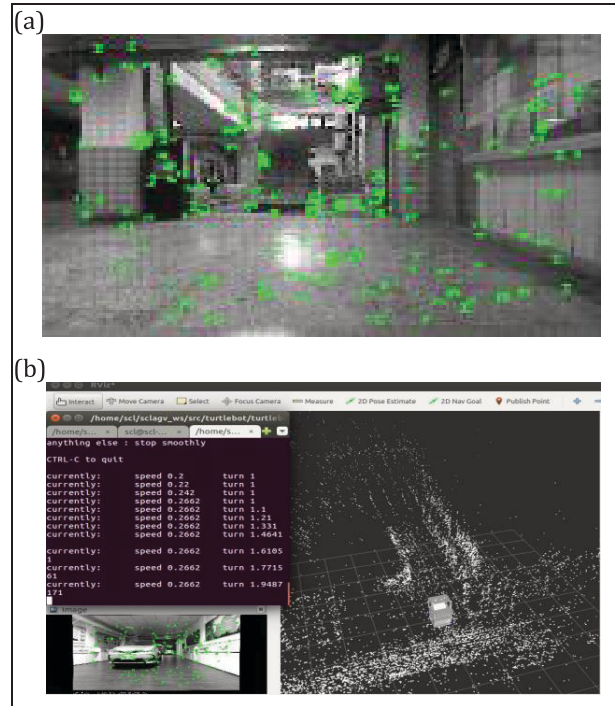 (a)
(b)
RViz*
Interact Move Camera Select Focus Camera Measure 2D Pose Estimate 2D Nav Goal Publish Point
/home/scl/sclagv_ws/src/turtlebot/turtleb
/home/s... scl@scl-... /home/s...
anything else : stop smoothly
CTRL-C to quit
currently: speed 0.2 turn 1
currently: speed 0.22 turn 1
currently: speed 0.242 turn 1
currently: speed 0.2662 turn 1
currently: speed 0.2662 turn 1.1
currently: speed 0.2662 turn 1.21
currently: speed 0.2662 turn 1.331
currently: speed 0.2662 turn 1.4641
currently: speed 0.2662 turn 1.6105
1
currently: speed 0.2662 turn 1.7715
61
currently: speed 0.2662 turn 1.9487
171
Image